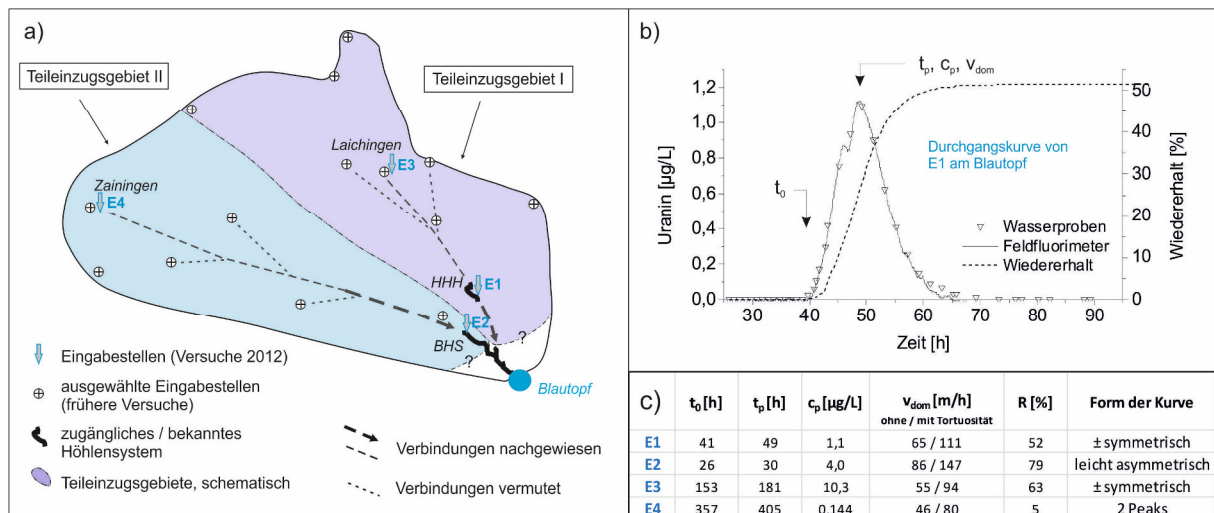 a)
Teileinzugsgebiet II
Teileinzugsgebiet I
Laichingen
E3
Zainingen
E4
HHH
E1
E2
BHS
?
?
Blautopf
Eingabestellen (Versuche 2012)
ausgewählte Eingabestellen
(frühere Versuche)
zugängliches / bekanntes
Höhlensystem
Teileinzugsgebiete, schematisch
Verbindungen nachgewiesen
Verbindungen vermutet
b)
tp, cp, vdom
t0
Durchgangskurve von
E1 am Blautopf
Wasserproben
Feldfluorimeter
Wiedererhalt
Uranin [µg/L]
1,2
1,0
0,8
0,6
0,4
0,2
0,0
Wiedererhalt [%]
50
40
30
20
10
0
30 40 50 60 70 80 90
Zeit [h]
c) t0 [h] tp [h] cp [µg/L] vdom [m/h] R [%] Form der Kurve
ohne / mit Tortuosität
E1 41 49 1,1 65 / 111 52 ± symmetrisch
E2 26 30 4,0 86 / 147 79 leicht asymmetrisch
E3 153 181 10,3 55 / 94 63 ± symmetrisch
E4 357 405 0,144 46 / 80 5 2 Peaks